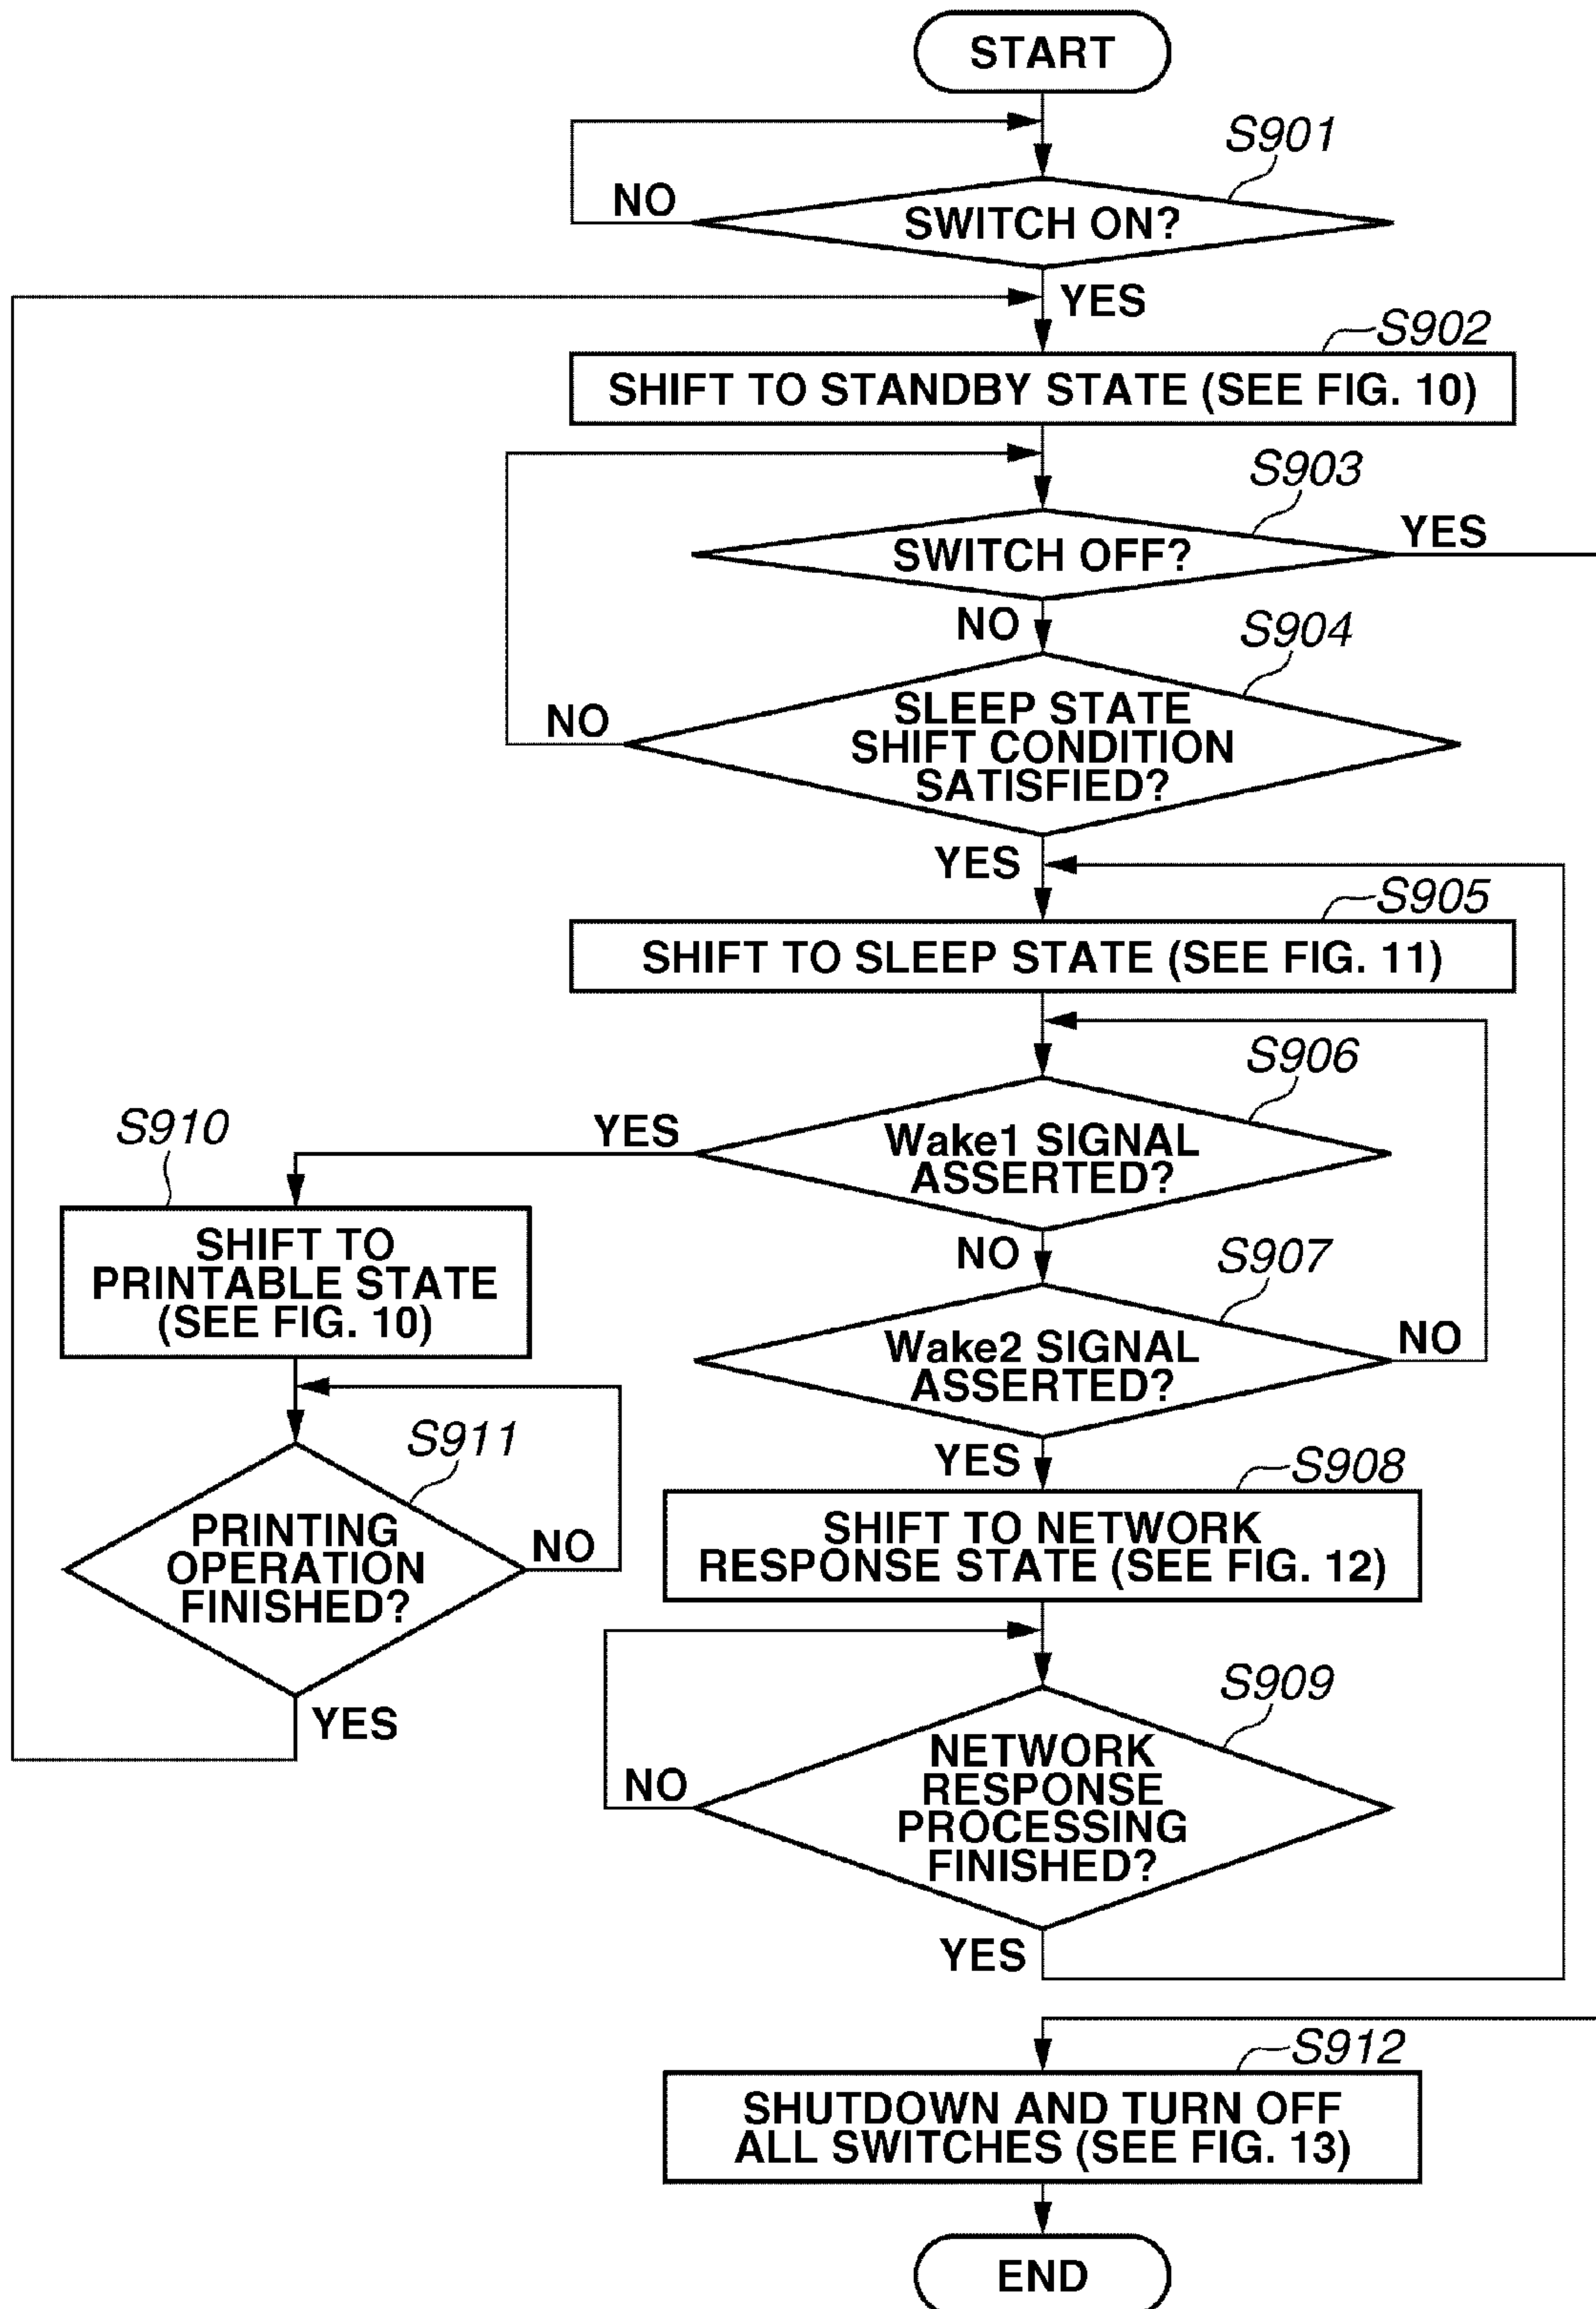 START
S901
NO
SWITCH ON?
YES
S902
SHIFT TO STANDBY STATE (SEE FIG. 10)
S903
SWITCH OFF?
YES
NO
S904
SLEEP STATE
SHIFT CONDITION
SATISFIED?
NO
YES
S905
SHIFT TO SLEEP STATE (SEE FIG. 11)
S906
YES
Wake1 SIGNAL
ASSERTED?
S910
SHIFT TO
PRINTABLE STATE
(SEE FIG. 10)
NO
S907
Wake2 SIGNAL
ASSERTED?
NO
S911
PRINTING
OPERATION
FINISHED?
NO
YES
YES
S908
SHIFT TO NETWORK
RESPONSE STATE (SEE FIG. 12)
S909
NETWORK
RESPONSE
PROCESSING
FINISHED?
NO
YES
S912
SHUTDOWN AND TURN OFF
ALL SWITCHES (SEE FIG. 13)
END